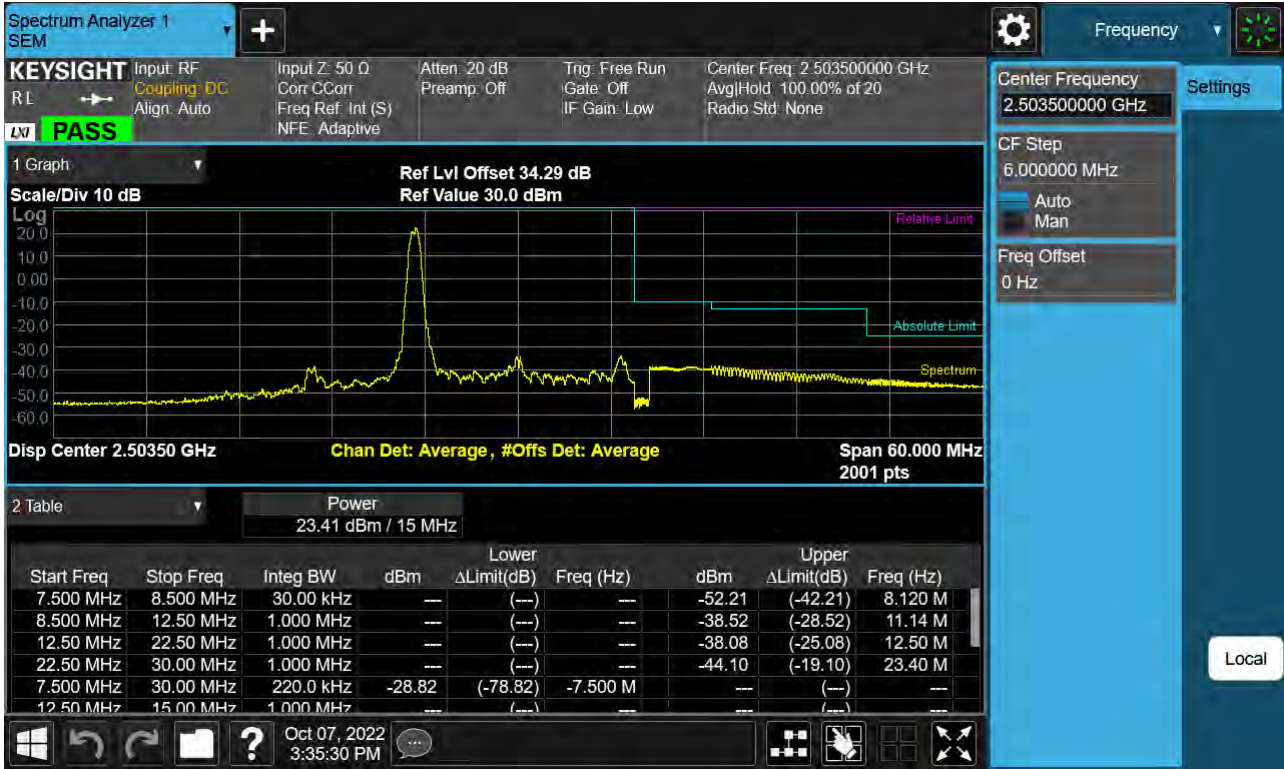 Spectrum Analyzer 1
SEM
Frequency
KEYSIGHT
R L
LXI
PASS
Input: RF
Coupling: DC
Align: Auto
Input Z: 50 Ω
Corr CCorr
Freq Ref: Int (S)
NFE: Adaptive
Atten: 20 dB
Preamp: Off
Trig: Free Run
Gate: Off
IF Gain: Low
Center Freq: 2.503500000 GHz
Avg|Hold: 100.00% of 20
Radio Std: None
Center Frequency
2.503500000 GHz
Settings
CF Step
6.000000 MHz
Auto
Man
Freq Offset
0 Hz
Local
1 Graph
Scale/Div 10 dB
Ref Lvl Offset 34.29 dB
Ref Value 30.0 dBm
Log
20.0
10.0
0.00
-10.0
-20.0
-30.0
-40.0
-50.0
-60.0
Relative Limit
Absolute Limit
Spectrum
Disp Center 2.50350 GHz Chan Det: Average, #Offs Det: Average Span 60.000 MHz
2001 pts
2 Table
Power
23.41 dBm / 15 MHz
Lower Upper
Start Freq Stop Freq Integ BW dBm ΔLimit(dB) Freq (Hz) dBm ΔLimit(dB) Freq (Hz)
7.500 MHz 8.500 MHz 30.00 kHz --- (---) --- -52.21 (-42.21) 8.120 M
8.500 MHz 12.50 MHz 1.000 MHz --- (---) --- -38.52 (-28.52) 11.14 M
12.50 MHz 22.50 MHz 1.000 MHz --- (---) --- -38.08 (-25.08) 12.50 M
22.50 MHz 30.00 MHz 1.000 MHz --- (---) --- -44.10 (-19.10) 23.40 M
7.500 MHz 30.00 MHz 220.0 kHz -28.82 (-78.82) -7.500 M --- (---) ---
12.50 MHz 15.00 MHz 1.000 MHz --- (---) --- --- (---) ---
Oct 07, 2022
3:35:30 PM